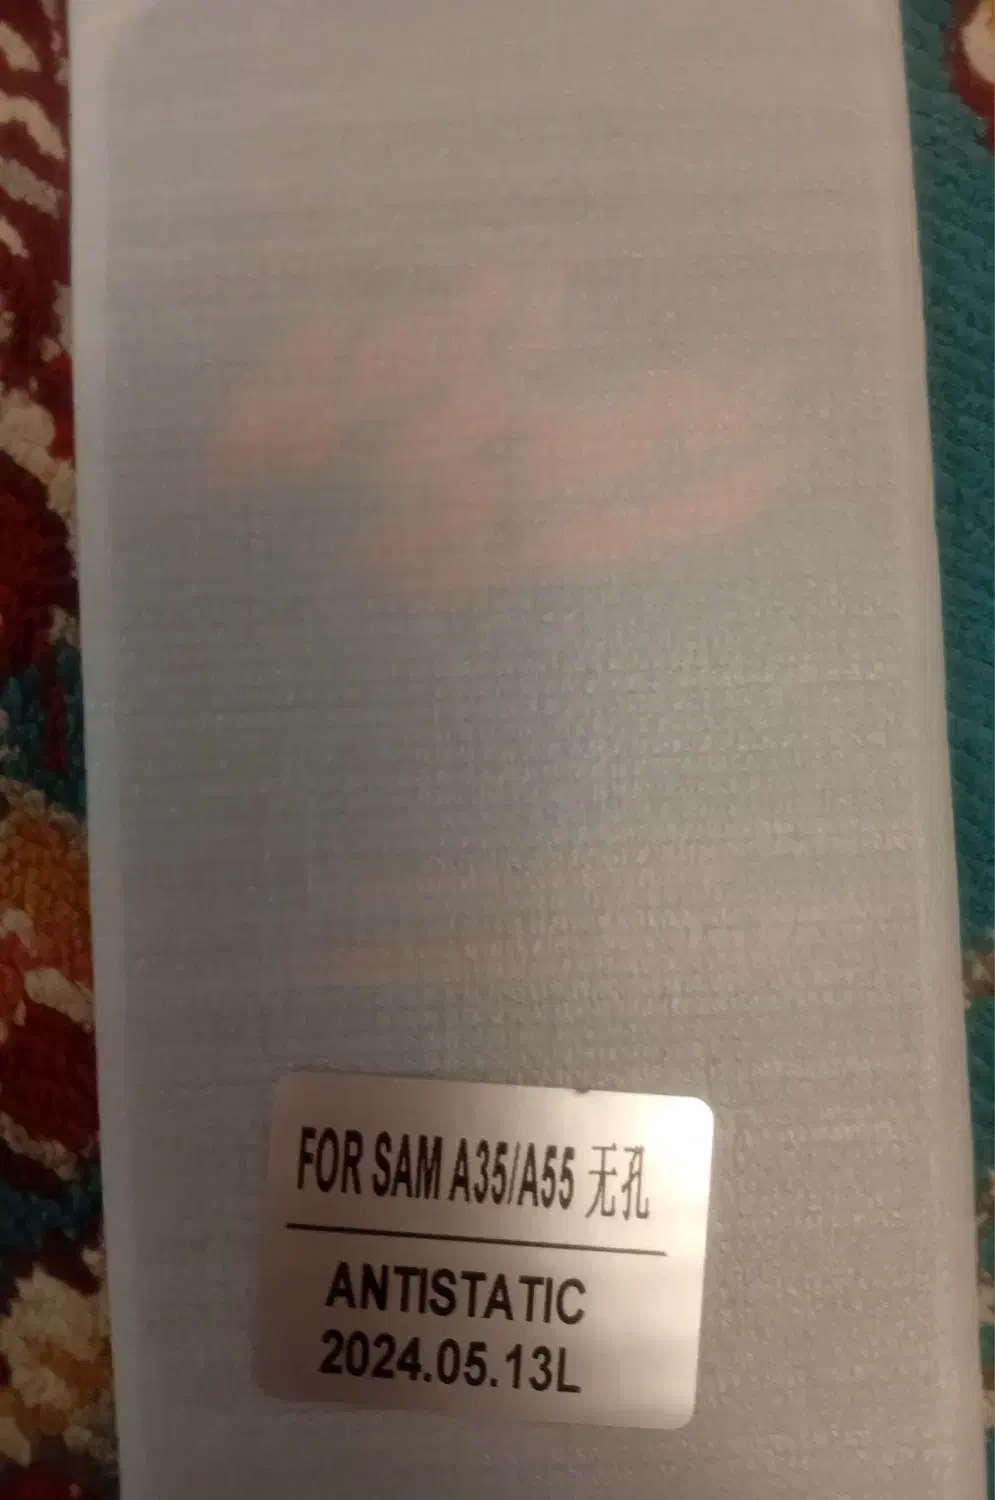 FOR SAM A35/A55 无孔
ANTISTATIC
2024.05.13L